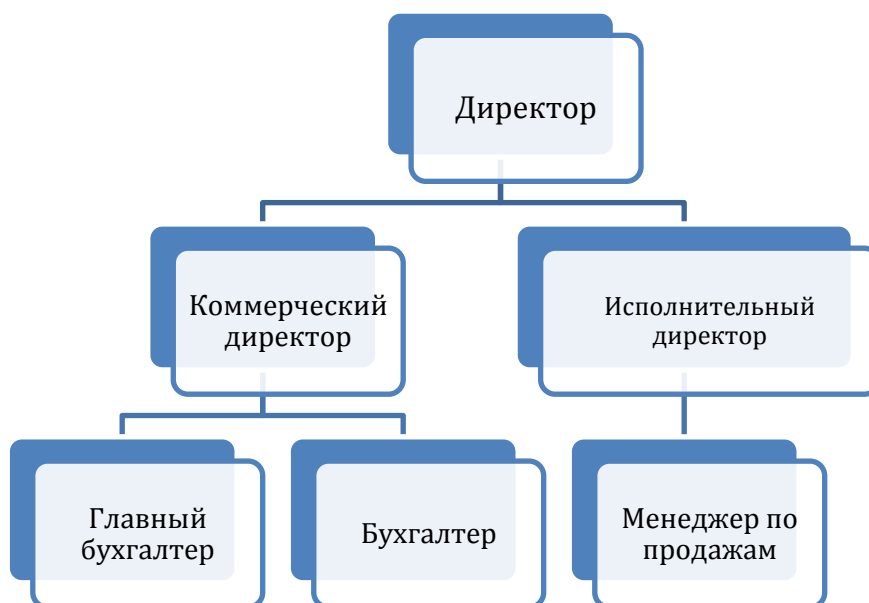 Директор
Коммерческий
директор
Исполнительный
директор
Главный
бухгалтер
Бухгалтер
Менеджер по
продажам